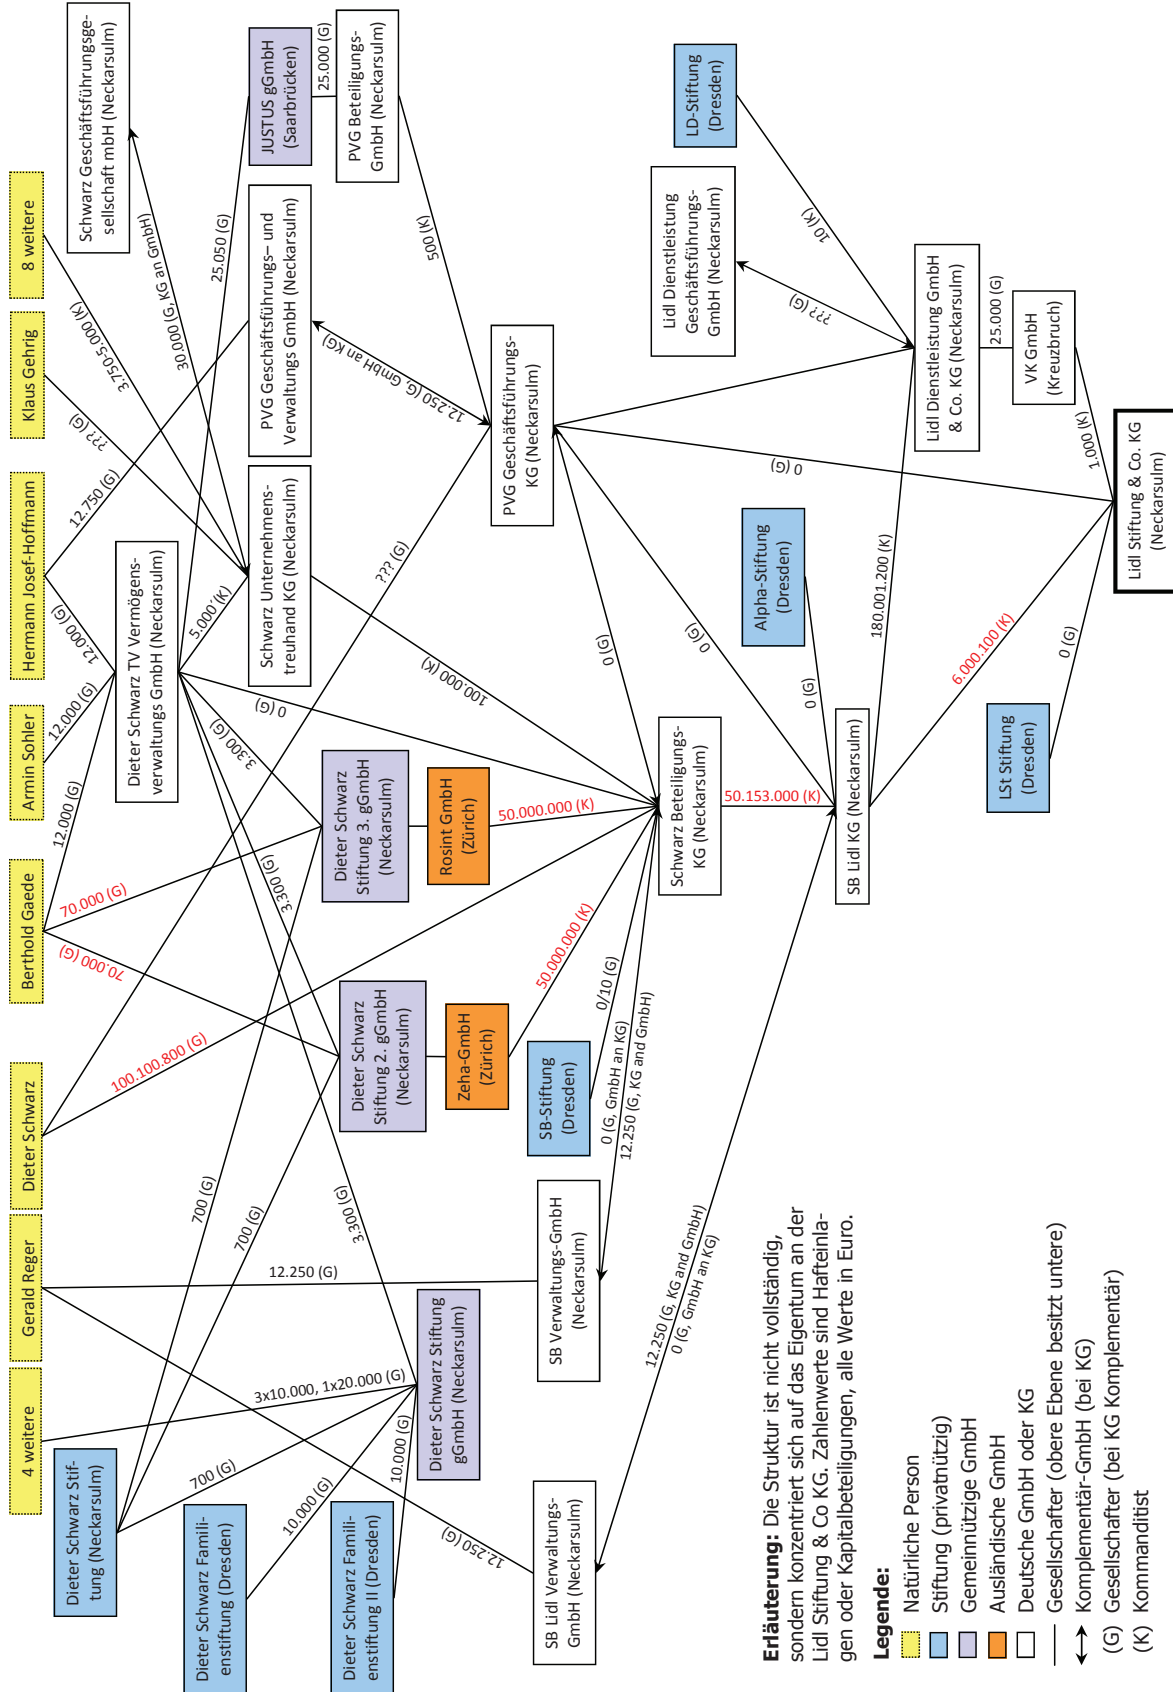 4 weitere
Gerald Reger
Dieter Schwarz
Berthold Gaede
Armin Sohler
Hermann Josef-Hoffmann
Klaus Gehrig
8 weitere
Dieter Schwarz Stif-
tung (Neckarsulm)
Schwarz Geschäftsführungsge-
sellschaft mbH (Neckarsulm)
12.000 (G)
12.000 (G)
12.000 (G)
12.750 (G)
??? (G)
3.750-5.000 (K)
30.000 (G, KG an GmbH)
Dieter Schwarz TV Vermögens-
verwaltungs GmbH (Neckarsulm)
70.000 (G)
70.000 (G)
100.100.800 (G)
700 (G)
700 (G)
700 (G)
25.050 (G)
5.000 (K)
Dieter Schwarz Famili-
enstiftung (Dresden)
10.000 (G)
Schwarz Unternehmens-
treuhand KG (Neckarsulm)
PVG Geschäftsführungs– und
Verwaltungs GmbH (Neckarsulm)
JUSTUS gGmbH
(Saarbrücken)
25.000 (G)
3.300 (G)
3.300 (G)
3.300 (G)
0 (G)
Dieter Schwarz Famili-
enstiftung II (Dresden)
10.000 (G)
3x10.000, 1x20.000 (G)
12.250 (G)
12.250 (G)
Dieter Schwarz
Stiftung 2. gGmbH
(Neckarsulm)
Dieter Schwarz
Stiftung 3. gGmbH
(Neckarsulm)
??? (G)
12.250 (G, GmbH an KG)
PVG Beteiligungs-
GmbH (Neckarsulm)
500 (K)
Dieter Schwarz Stiftung
gGmbH (Neckarsulm)
Zeha-GmbH
(Zürich)
Rosint GmbH
(Zürich)
100.000 (K)
50.000.000 (K)
50.000.000 (K)
PVG Geschäftsführungs-
KG (Neckarsulm)
SB Lidl Verwaltungs-
GmbH (Neckarsulm)
SB Verwaltungs-GmbH
(Neckarsulm)
SB-Stiftung
(Dresden)
0/10 (G)
0 (G, GmbH an KG)
12.250 (G, KG and GmbH)
0 (G)
0 (G)
0 (G)
Schwarz Beteiligungs-
KG (Neckarsulm)
50.153.000 (K)
12.250 (G, KG and GmbH)
0 (G, GmbH an KG)
Alpha-Stiftung
(Dresden)
0 (G)
Lidl Dienstleistung
Geschäftsführungs-
GmbH (Neckarsulm)
LD-Stiftung
(Dresden)
??? (G)
10 (K)
SB Lidl KG (Neckarsulm)
180.001.200 (K)
Lidl Dienstleistung GmbH
& Co. KG (Neckarsulm)
25.000 (G)
6.000.100 (K)
VK GmbH
(Kreuzbruch)
1.000 (K)
LSt Stiftung
(Dresden)
0 (G)
Lidl Stiftung & Co. KG
(Neckarsulm)
Erläuterung: Die Struktur ist nicht vollständig,
sondern konzentriert sich auf das Eigentum an der
Lidl Stiftung & Co KG. Zahlenwerte sind Hafteinla-
gen oder Kapitalbeteiligungen, alle Werte in Euro.
Legende:
Natürliche Person
Stiftung (privatnützig)
Gemeinnützige GmbH
Ausländische GmbH
Deutsche GmbH oder KG
Gesellschafter (obere Ebene besitzt untere)
Komplementär-GmbH (bei KG)
(G) Gesellschafter (bei KG Komplementär)
(K) Kommanditist